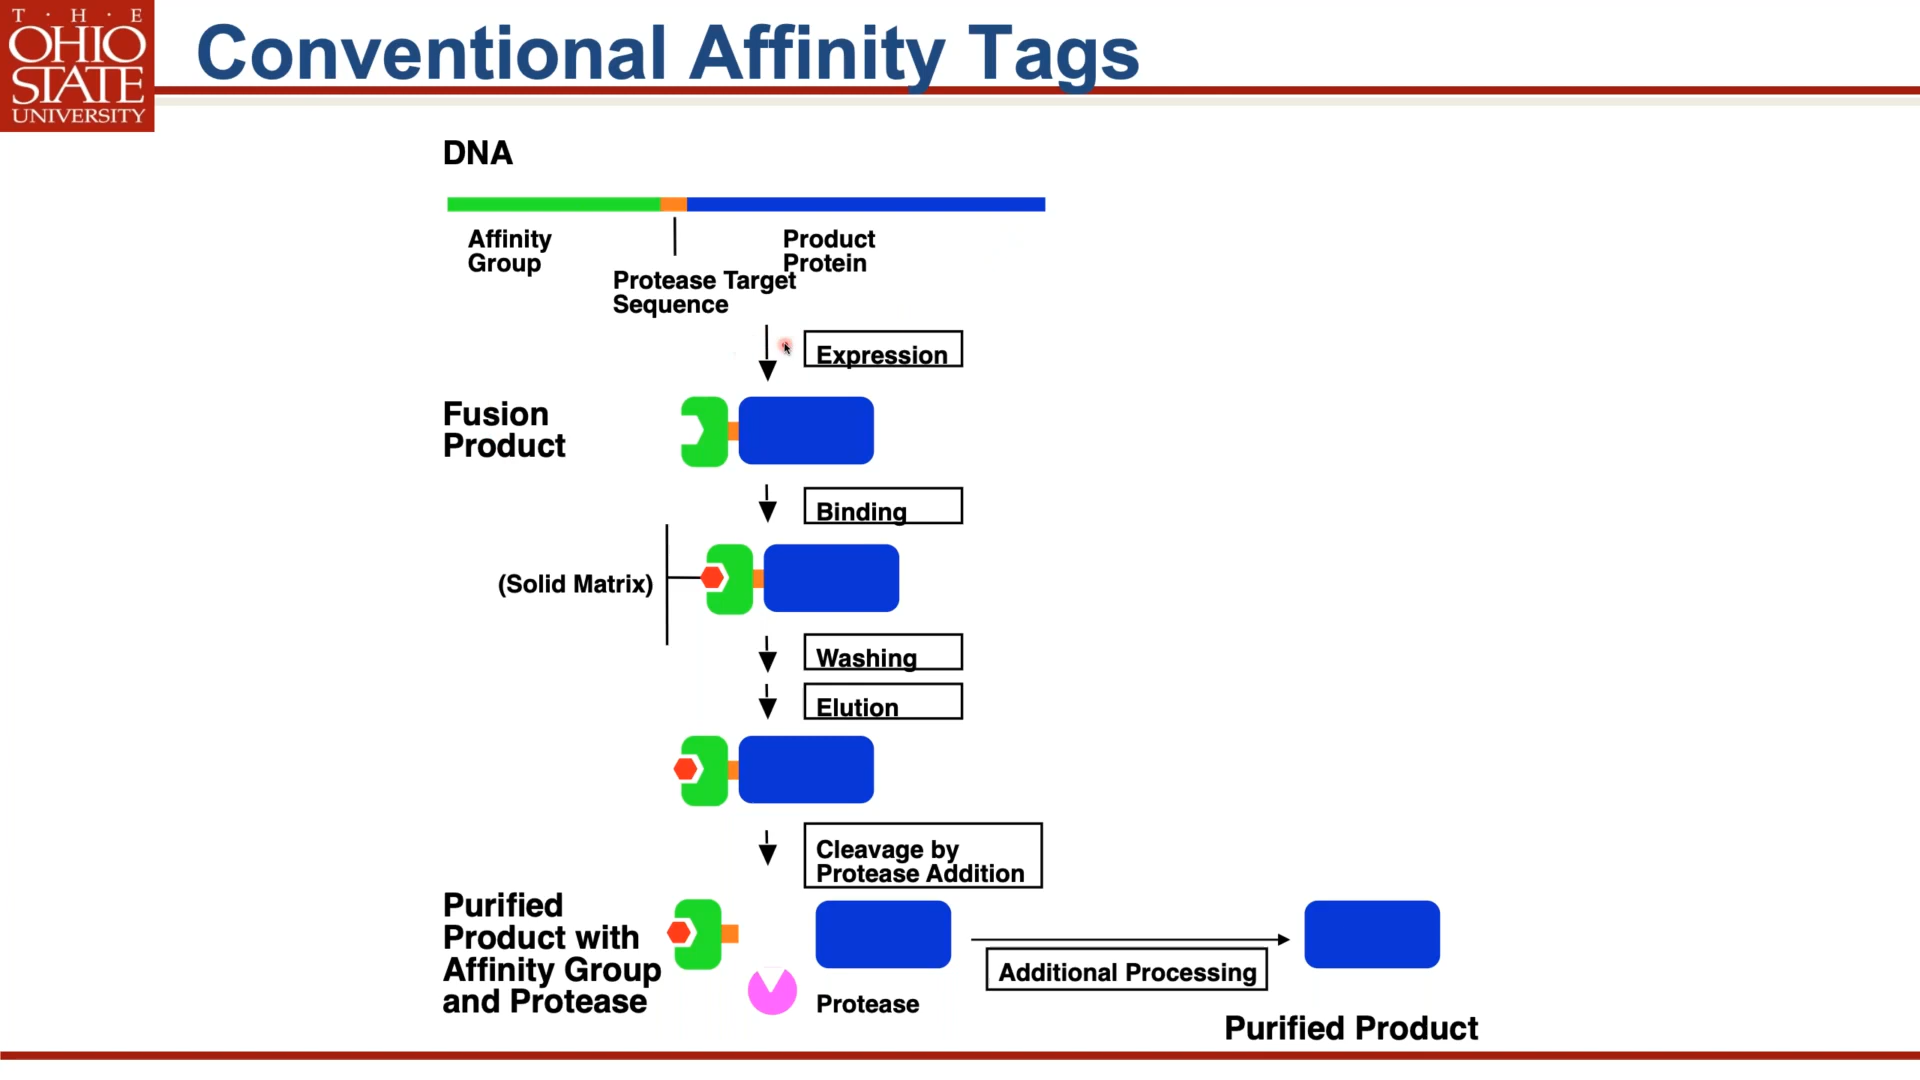 T · H · E
OHIO
STATE
UNIVERSITY
Conventional Affinity Tags
DNA
Affinity
Group
Product
Protein
Protease Target
Sequence
Expression
Fusion
Product
Binding
(Solid Matrix)
Washing
Elution
Cleavage by
Protease Addition
Purified
Product with
Affinity Group
and Protease
Protease
Additional Processing
Purified Product